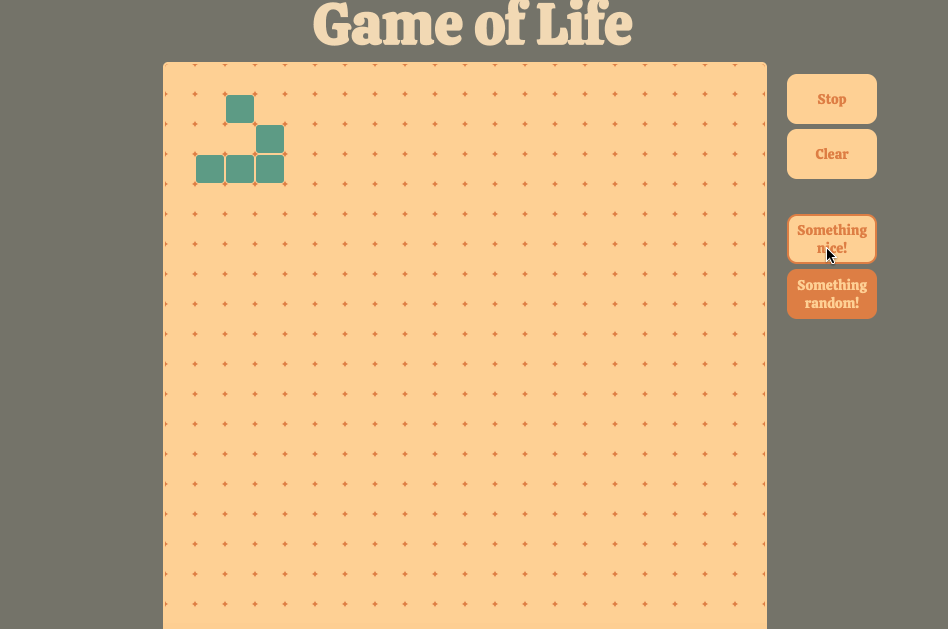 Game of Life
Stop
Clear
Something
nice!
Something
random!